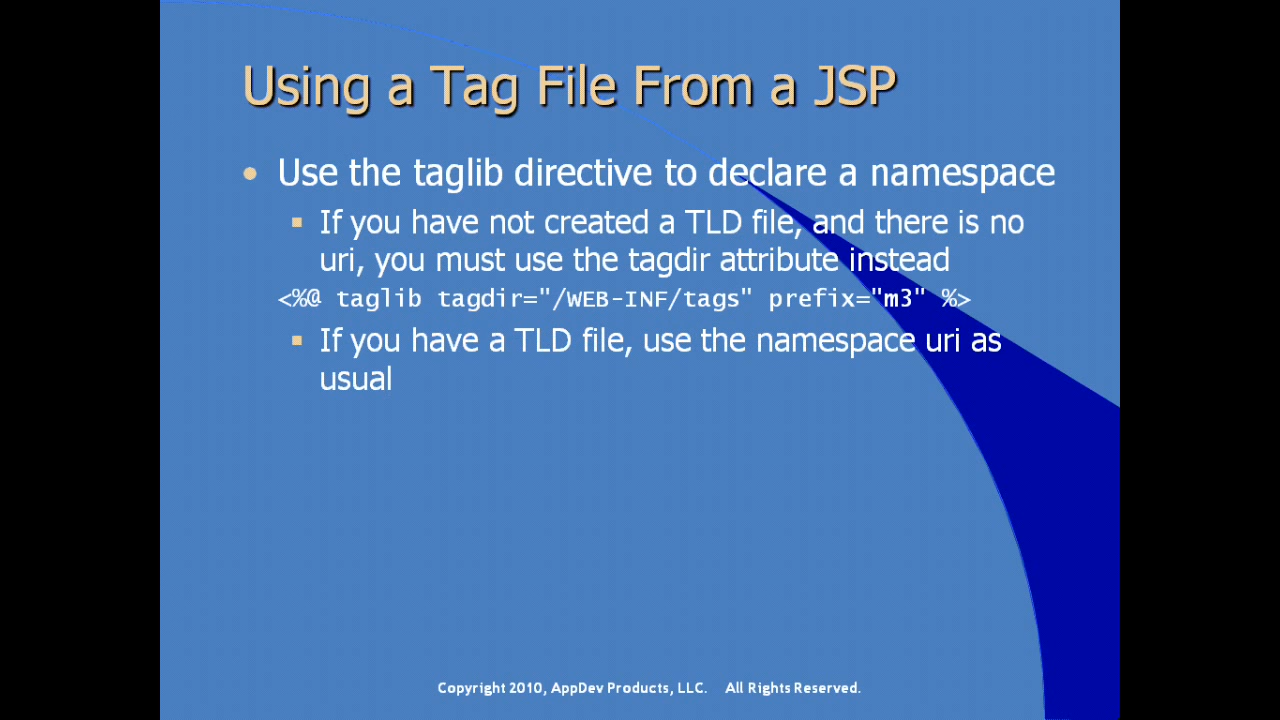 Using a Tag File From a JSP
• Use the taglib directive to declare a namespace
▪ If you have not created a TLD file, and there is no
uri, you must use the tagdir attribute instead
<%@ taglib tagdir="/WEB-INF/tags" prefix="m3" %>
▪ If you have a TLD file, use the namespace uri as
usual
Copyright 2010, AppDev Products, LLC. All Rights Reserved.